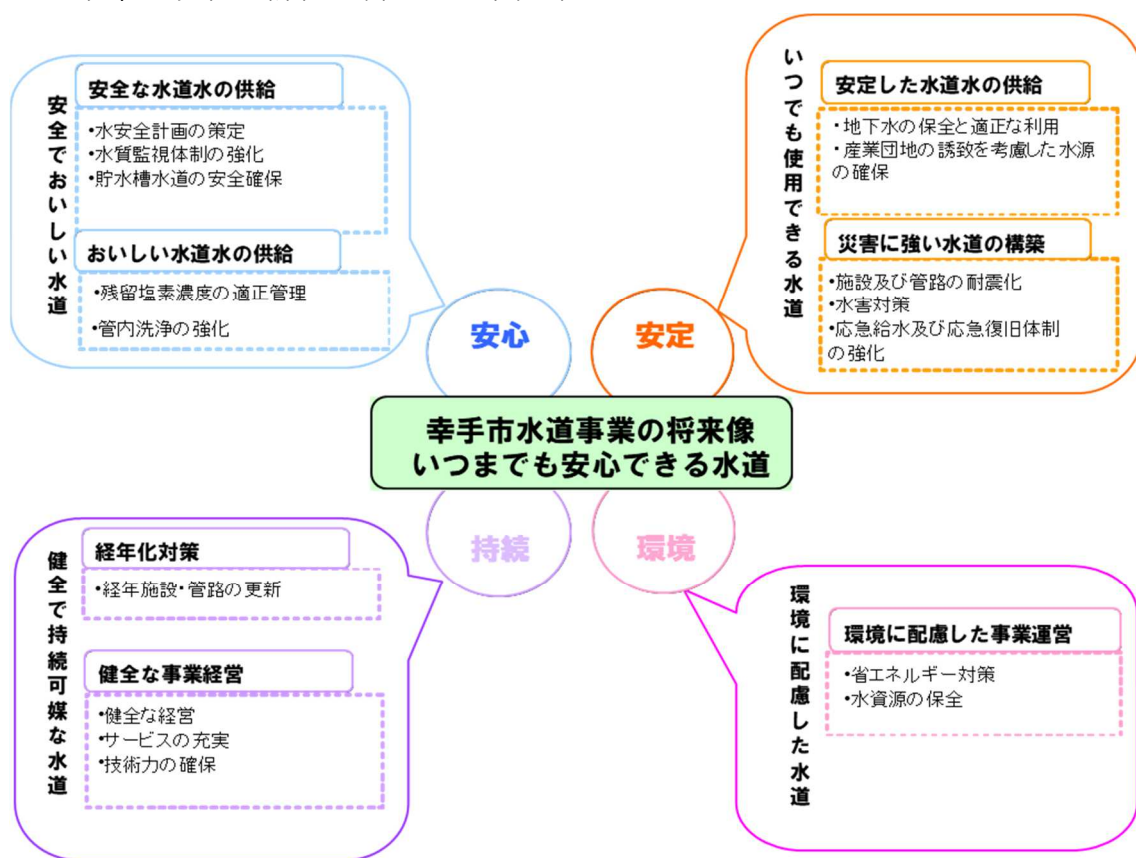 安全でおいしい水道
安全な水道水の供給
•水安全計画の策定
•水質監視体制の強化
•貯水槽水道の安全確保
おいしい水道水の供給
•残留塩素濃度の適正管理
•管内洗浄の強化
安心
いつでも使用できる水道
安定した水道水の供給
・地下水の保全と適正な利用
・産業団地の誘致を考慮した水源
の確保
災害に強い水道の構築
•施設及び管路の耐震化
•水害対策
•応急給水及び応急復旧体制
の強化
安定
幸手市水道事業の将来像
いつまでも安心できる水道
健全で持続可媒な水道
経年化対策
•経年施設・管路の更新
健全な事業経営
•健全な経営
•サービスの充実
•技術力の確保
持続
環境
環境に配慮した水道
環境に配慮した事業運営
•省エネルギー対策
•水資源の保全